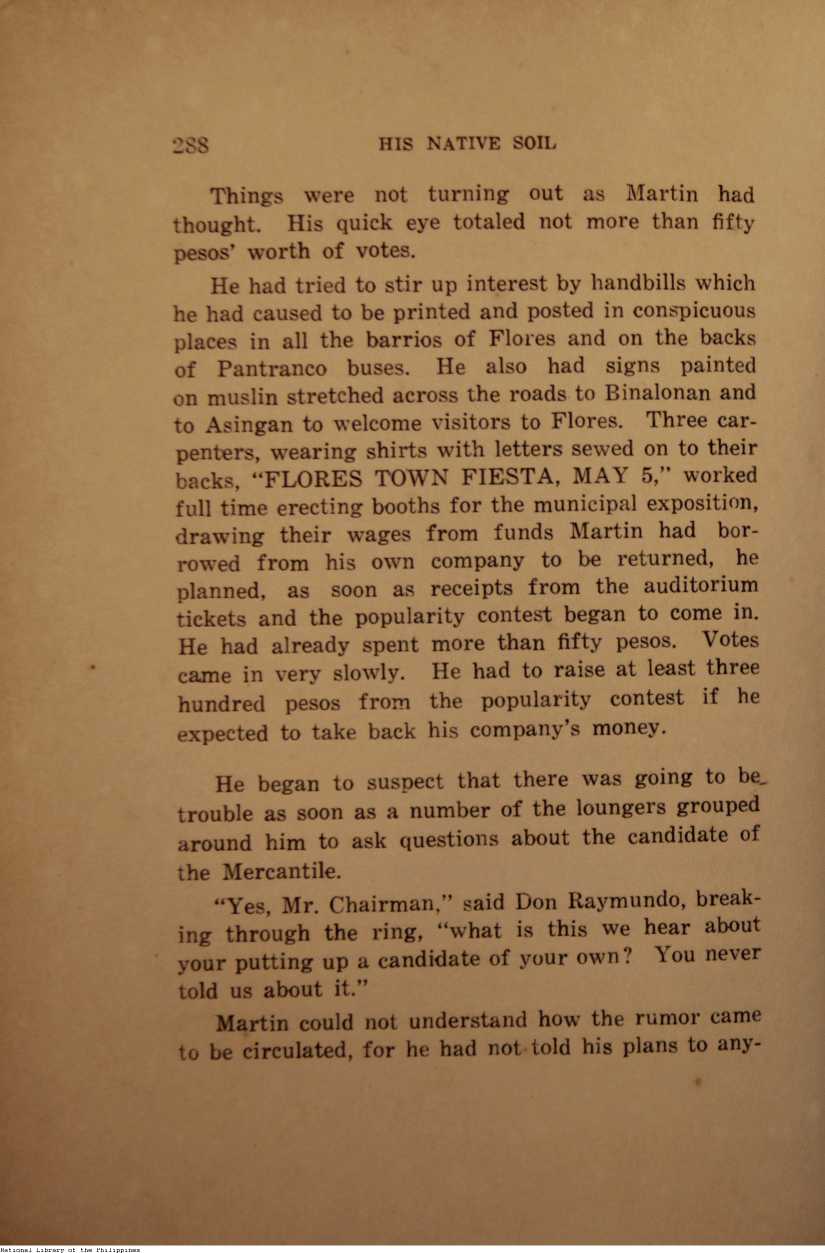 288 HIS NATIVE SOIL
Things were not turning out as Martin had
thought. His quick eye totaled not more than fifty
pesos' worth of votes.
He had tried to stir up interest by handbills which
he had caused to be printed and posted in conspicuous
places in all the barrios of Flores and on the backs
of Pantranco buses. He also had signs painted
on muslin stretched across the roads to Binalonan and
to Asingan to welcome visitors to Flores. Three car-
penters, wearing shirts with letters sewed on to their
backs, “FLORES TOWN FIESTA, MAY 5,” worked
full time erecting booths for the municipal exposition,
drawing their wages from funds Martin had bor-
rowed from his own company to be returned, he
planned, as soon as receipts from the auditorium
tickets and the popularity contest began to come in.
He had already spent more than fifty pesos. Votes
came in very slowly. He had to raise at least three
hundred pesos from the popularity contest if he
expected to take back his company's money.
He began to suspect that there was going to be
trouble as soon as a number of the loungers grouped
around him to ask questions about the candidate of
the Mercantile.
“Yes, Mr. Chairman,” said Don Raymundo, break-
ing through the ring, “what is this we hear about
your putting up a candidate of your own? You never
told us about it.”
Martin could not understand how the rumor came
to be circulated, for he had not told his plans to any-
National Library of the Philippines